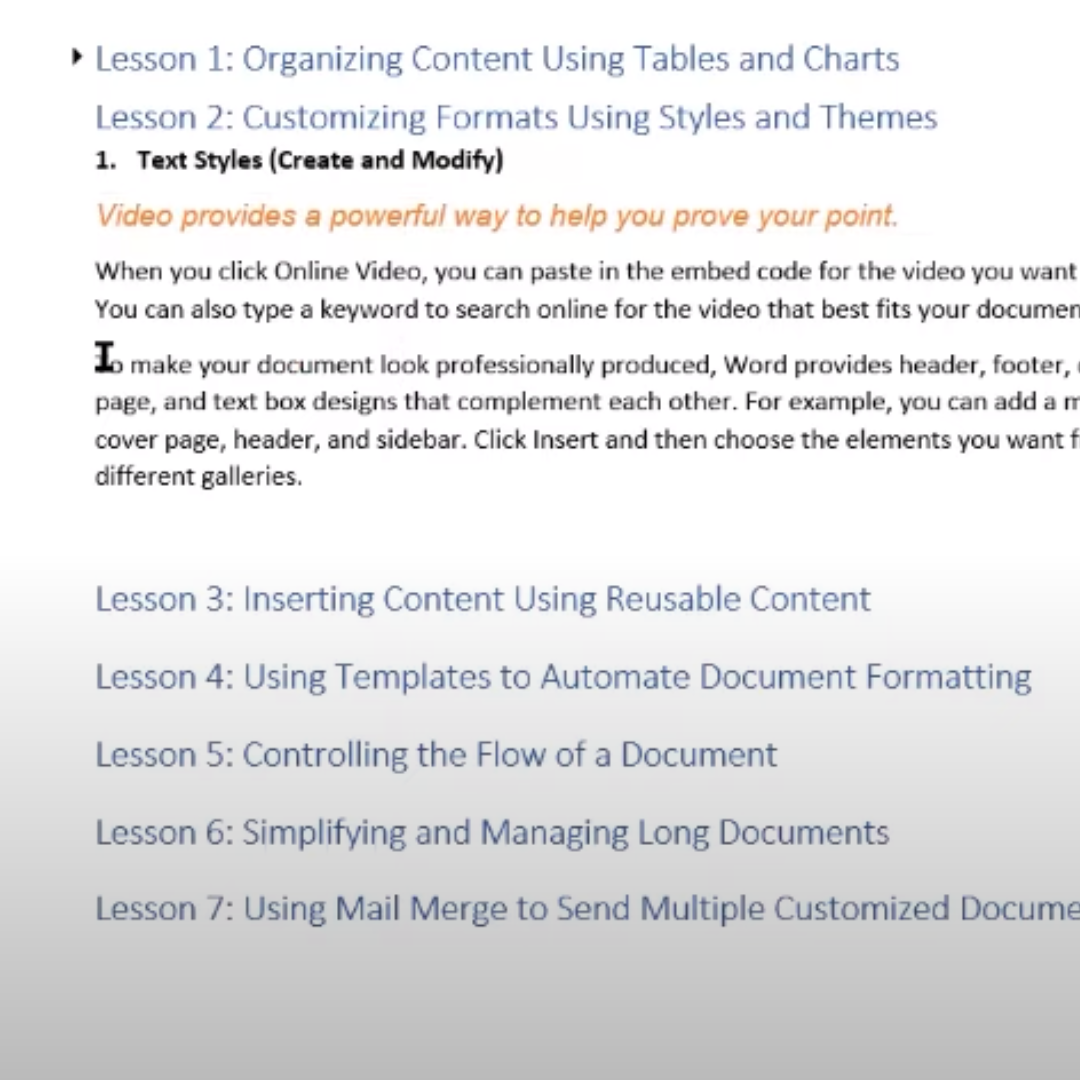 Lesson 1: Organizing Content Using Tables and Charts
Lesson 2: Customizing Formats Using Styles and Themes
1. Text Styles (Create and Modify)
Video provides a powerful way to help you prove your point.
When you click Online Video, you can paste in the embed code for the video you want
You can also type a keyword to search online for the video that best fits your documen
To make your document look professionally produced, Word provides header, footer,
page, and text box designs that complement each other. For example, you can add a m
cover page, header, and sidebar. Click Insert and then choose the elements you want f
different galleries.
Lesson 3: Inserting Content Using Reusable Content
Lesson 4: Using Templates to Automate Document Formatting
Lesson 5: Controlling the Flow of a Document
Lesson 6: Simplifying and Managing Long Documents
Lesson 7: Using Mail Merge to Send Multiple Customized Docume